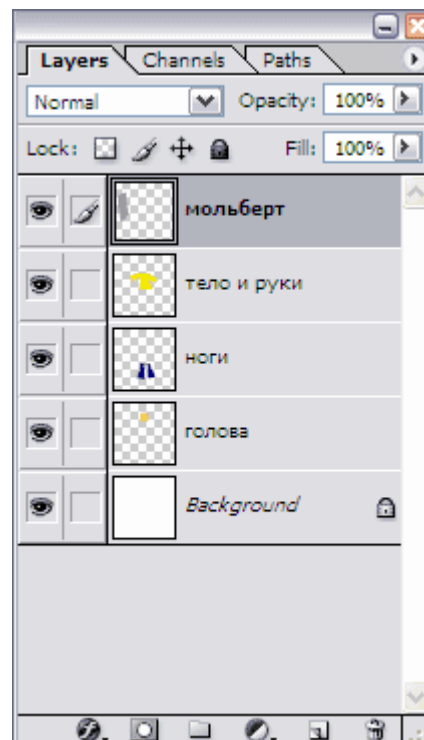 Layers Channels Paths
Normal Opacity: 100%
Lock: Fill: 100%
мольберт
тело и руки
ноги
голова
Background